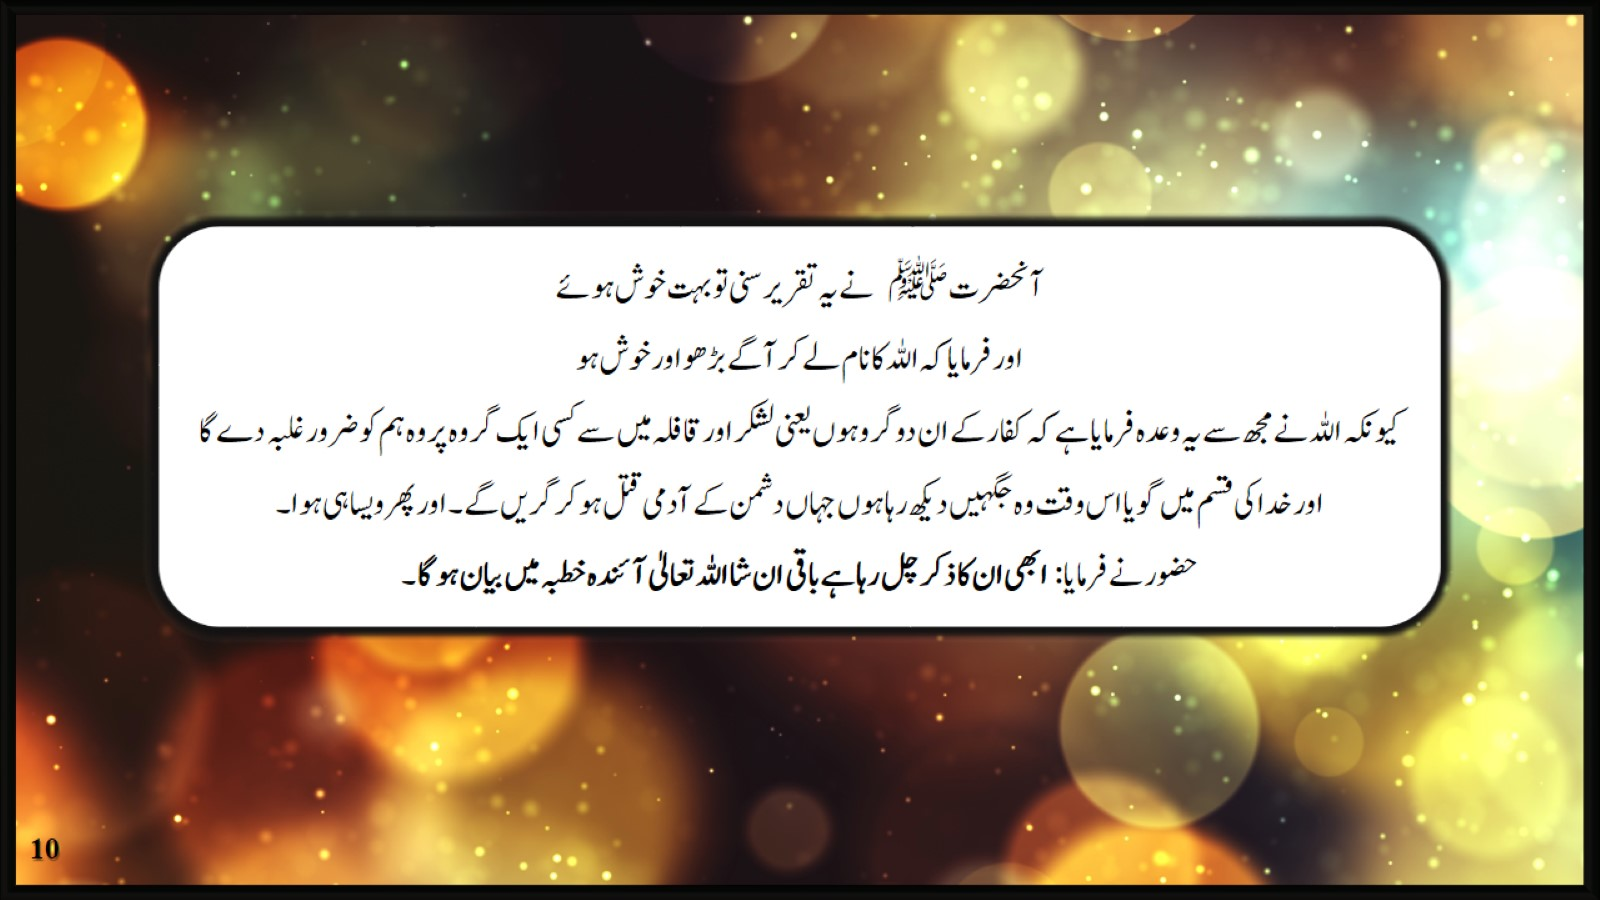 آنحضرت ﷺ نے یہ تقریر سنی تو بہت خوش ہوئے
اور فرمایا کہ اللہ کا نام لے کر آگے بڑھو اور خوش ہو
کیونکہ اللہ نے مجھ سے یہ وعدہ فرمایا ہے کہ کفار کے ان دو گروہوں یعنی لشکر اور قافلہ میں سے کسی ایک گروہ پر وہ ہم کو ضرور غلبہ دے گا
اور خدا کی قسم میں گویا اس وقت وہ جگہیں دیکھ رہا ہوں جہاں دشمن کے آدمی قتل ہو کر گریں گے۔ اور پھر ویسا ہی ہوا۔
حضور نے فرمایا: ابھی ان کا ذکر چل رہا ہے باقی ان شااللہ تعالیٰ آئندہ خطبہ میں بیان ہو گا۔
10